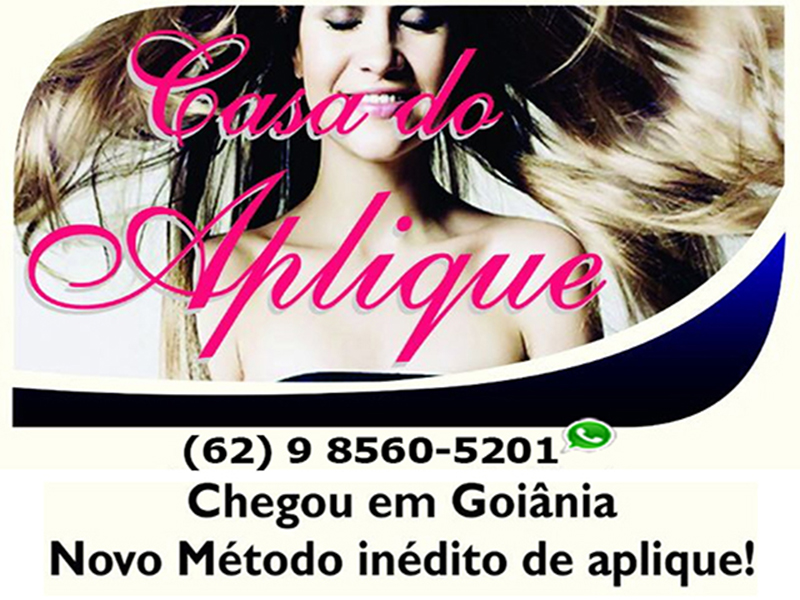 Casa do
Aplique
(62) 9 8560-5201
Chegou em Goiânia
Novo Método inédito de aplique!